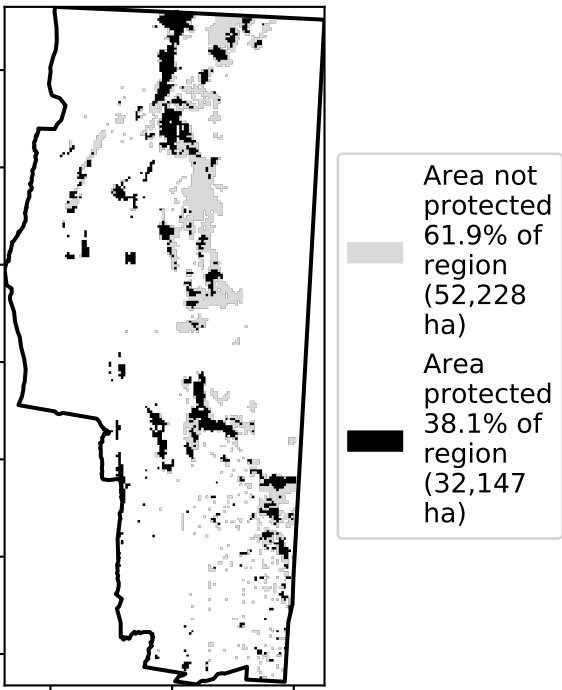 Area not
protected
61.9% of
region
(52,228
ha)
Area
protected
38.1% of
region
(32,147
ha)